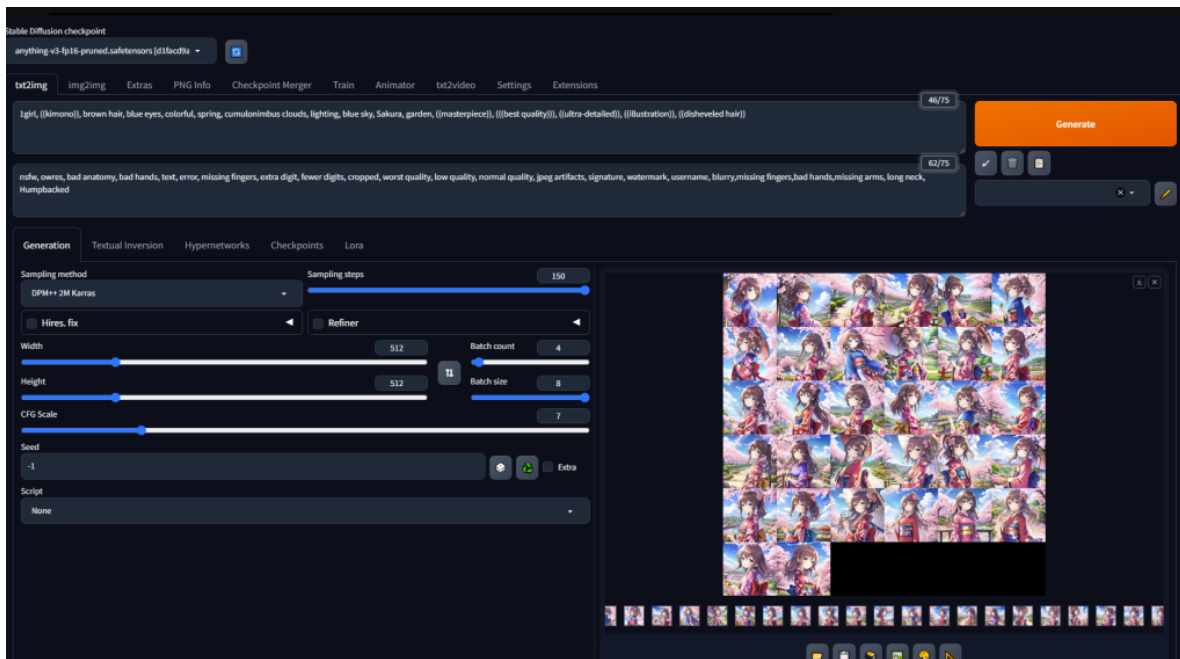 Stable Diffusion checkpoint
anything-v3-fp16-pruned.safetensors [d1facd9a
txt2img img2img Extras PNG Info Checkpoint Merger Train Animator txt2video Settings Extensions
46/75
1girl, ((kimono)), brown hair, blue eyes, colorful, spring, cumulonimbus clouds, lighting, blue sky, Sakura, garden, ((masterpiece)), (((best quality))), ((ultra-detailed)), ((illustration)), ((disheveled hair))
Generate
62/75
nsfw, owres, bad anatomy, bad hands, text, error, missing fingers, extra digit, fewer digits, cropped, worst quality, low quality, normal quality, jpeg artifacts, signature, watermark, username, blurry,missing fingers,bad hands,missing arms, long neck,
Humpbacked
Generation Textual Inversion Hypernetworks Checkpoints Lora
Sampling method Sampling steps 150
DPM++ 2M Karras
Hires. fix Refiner
Width 512 Batch count 4
Height 512 Batch size 8
CFG Scale 7
Seed
-1 Extra
Script
None